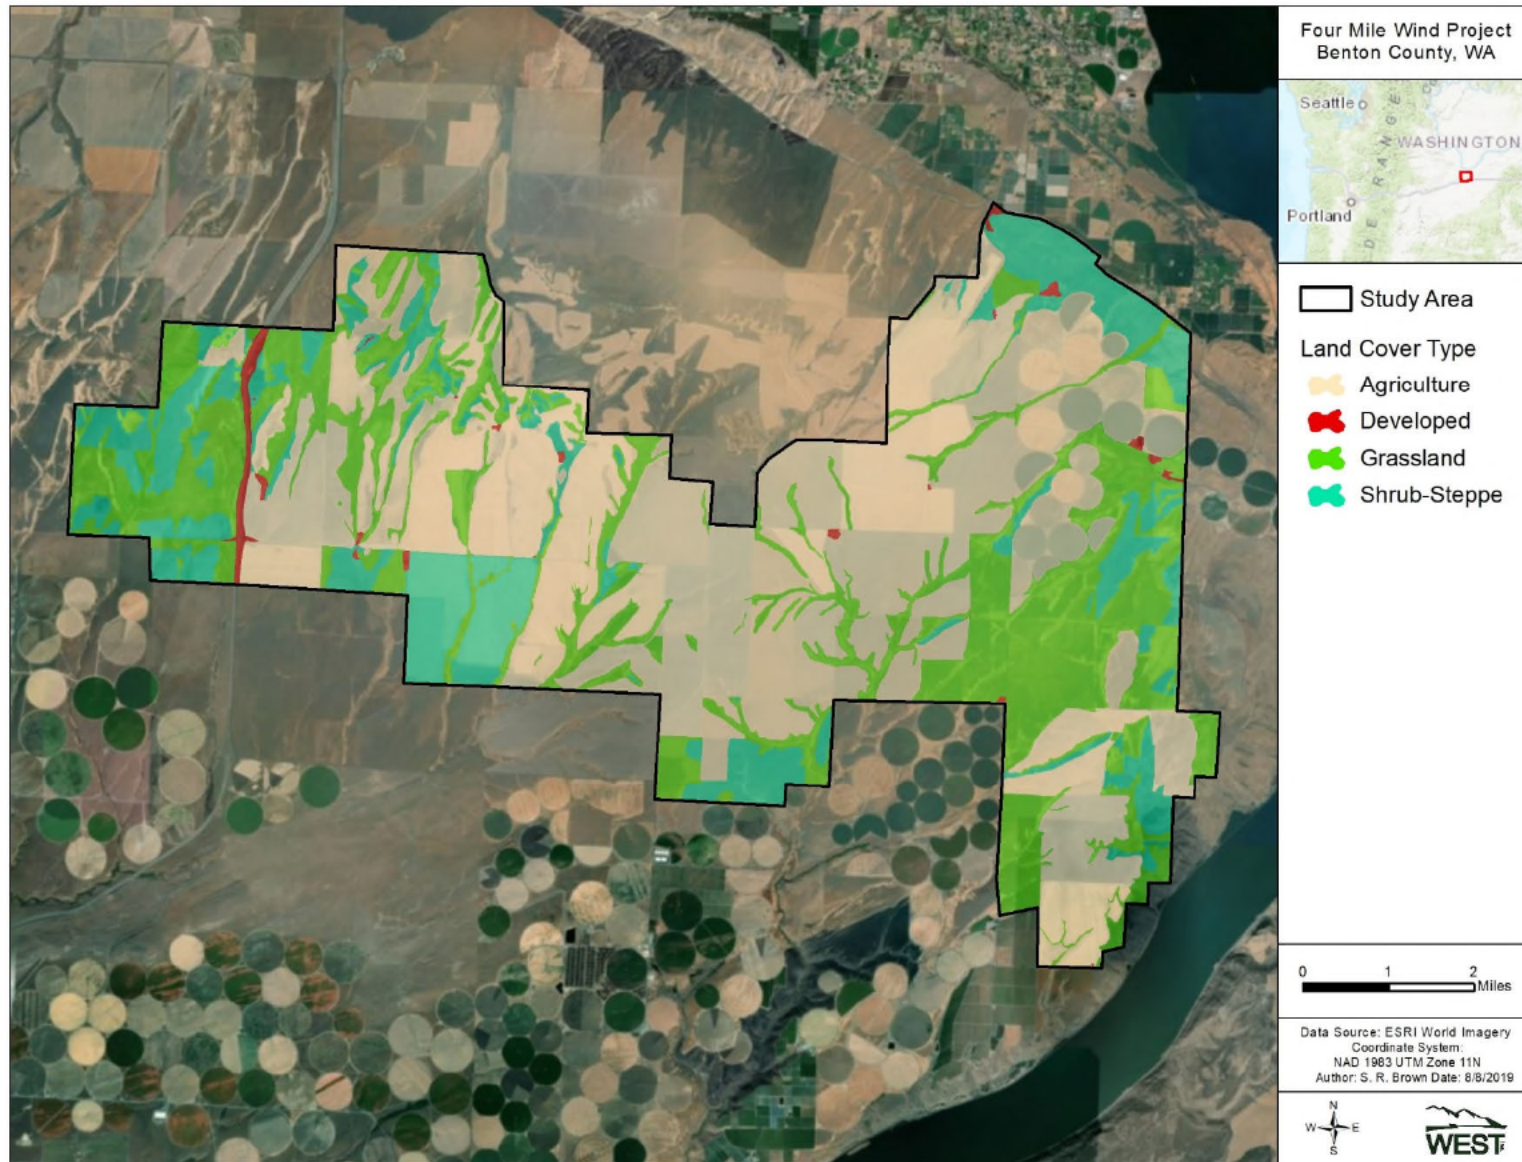 Four Mile Wind Project
Benton County, WA
Seattle
WASHINGTON
DE RANGE
Portland
Study Area
Land Cover Type
Agriculture
Developed
Grassland
Shrub-Steppe
0 1 2
Miles
Data Source: ESRI World Imagery
Coordinate System:
NAD 1983 UTM Zone 11N
Author: S. R. Brown Date: 8/8/2019
N
W E
S
WEST